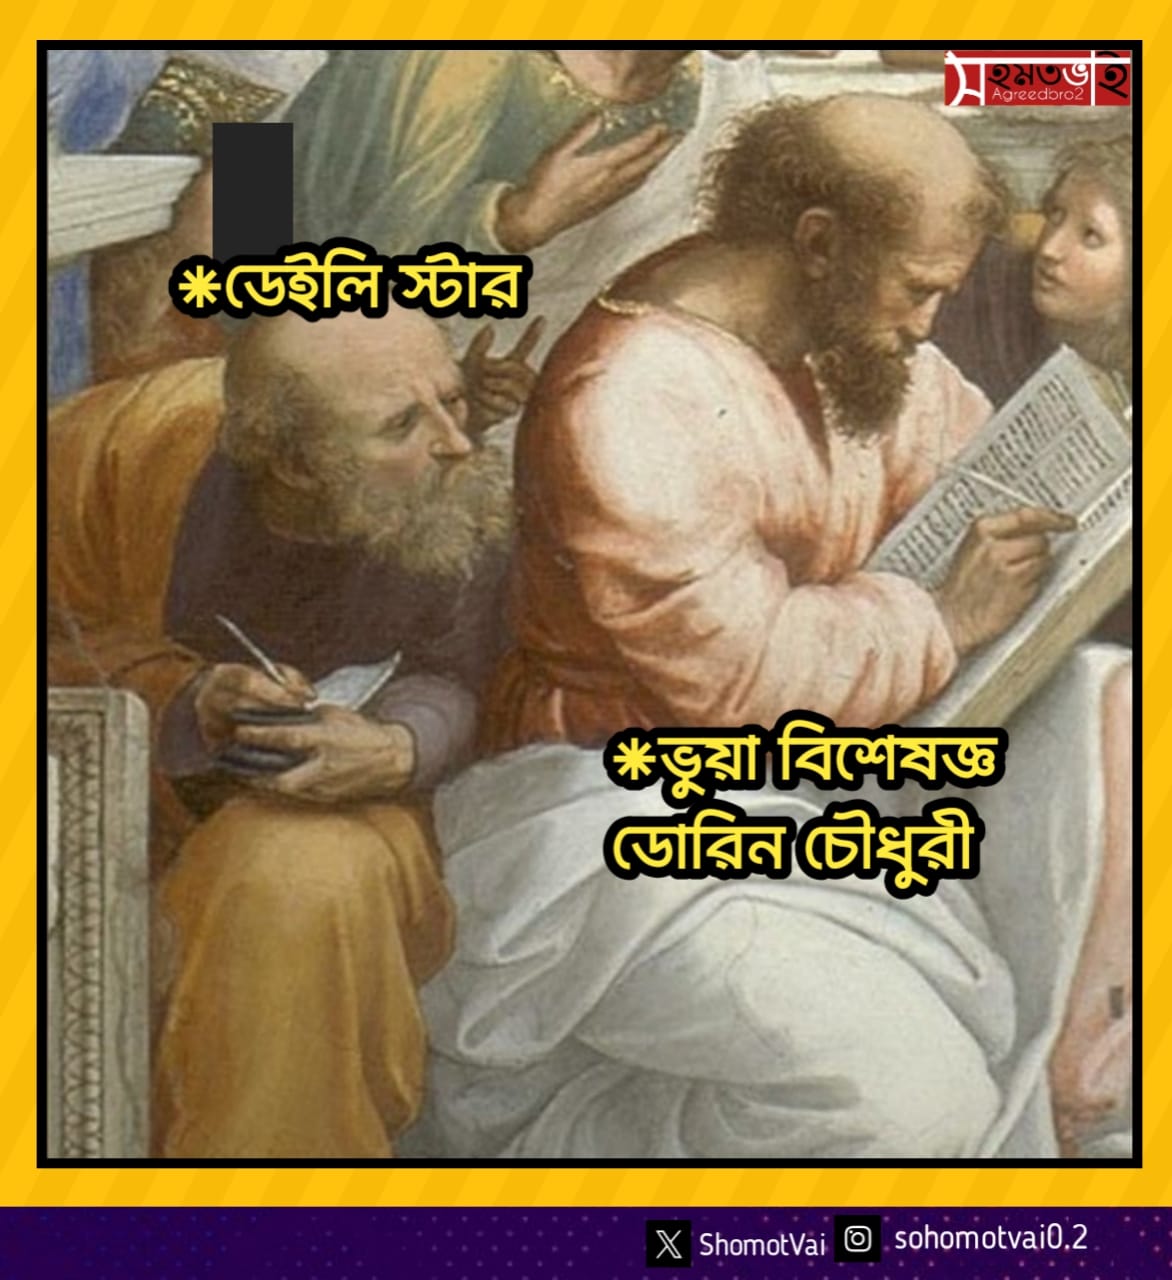 সহমতভাই
Agreedbro2
*ডেইলি স্টার
*ভুয়া বিশেষজ্ঞ
ডোরিন চৌধুরী
ShomotVai
sohomotvai0.2